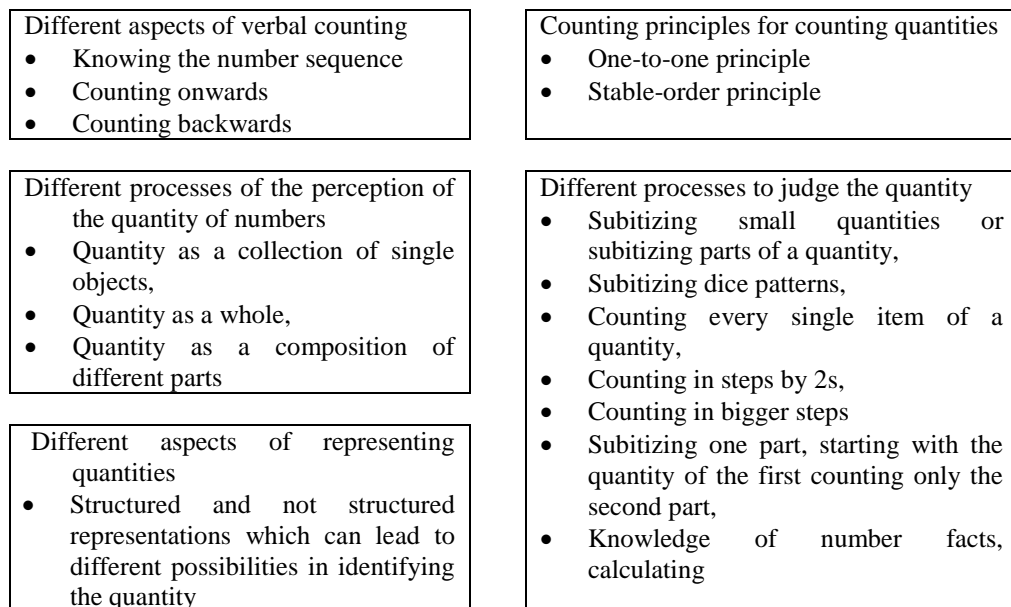 Different aspects of verbal counting
• Knowing the number sequence
• Counting onwards
• Counting backwards
Counting principles for counting quantities
• One-to-one principle
• Stable-order principle
Different processes of the perception of
the quantity of numbers
• Quantity as a collection of single
objects,
• Quantity as a whole,
• Quantity as a composition of
different parts
Different aspects of representing
quantities
• Structured and not structured
representations which can lead to
different possibilities in identifying
the quantity
Different processes to judge the quantity
• Subitizing small quantities or
subitizing parts of a quantity,
• Subitizing dice patterns,
• Counting every single item of a
quantity,
• Counting in steps by 2s,
• Counting in bigger steps
• Subitizing one part, starting with the
quantity of the first counting only the
second part,
• Knowledge of number facts,
calculating